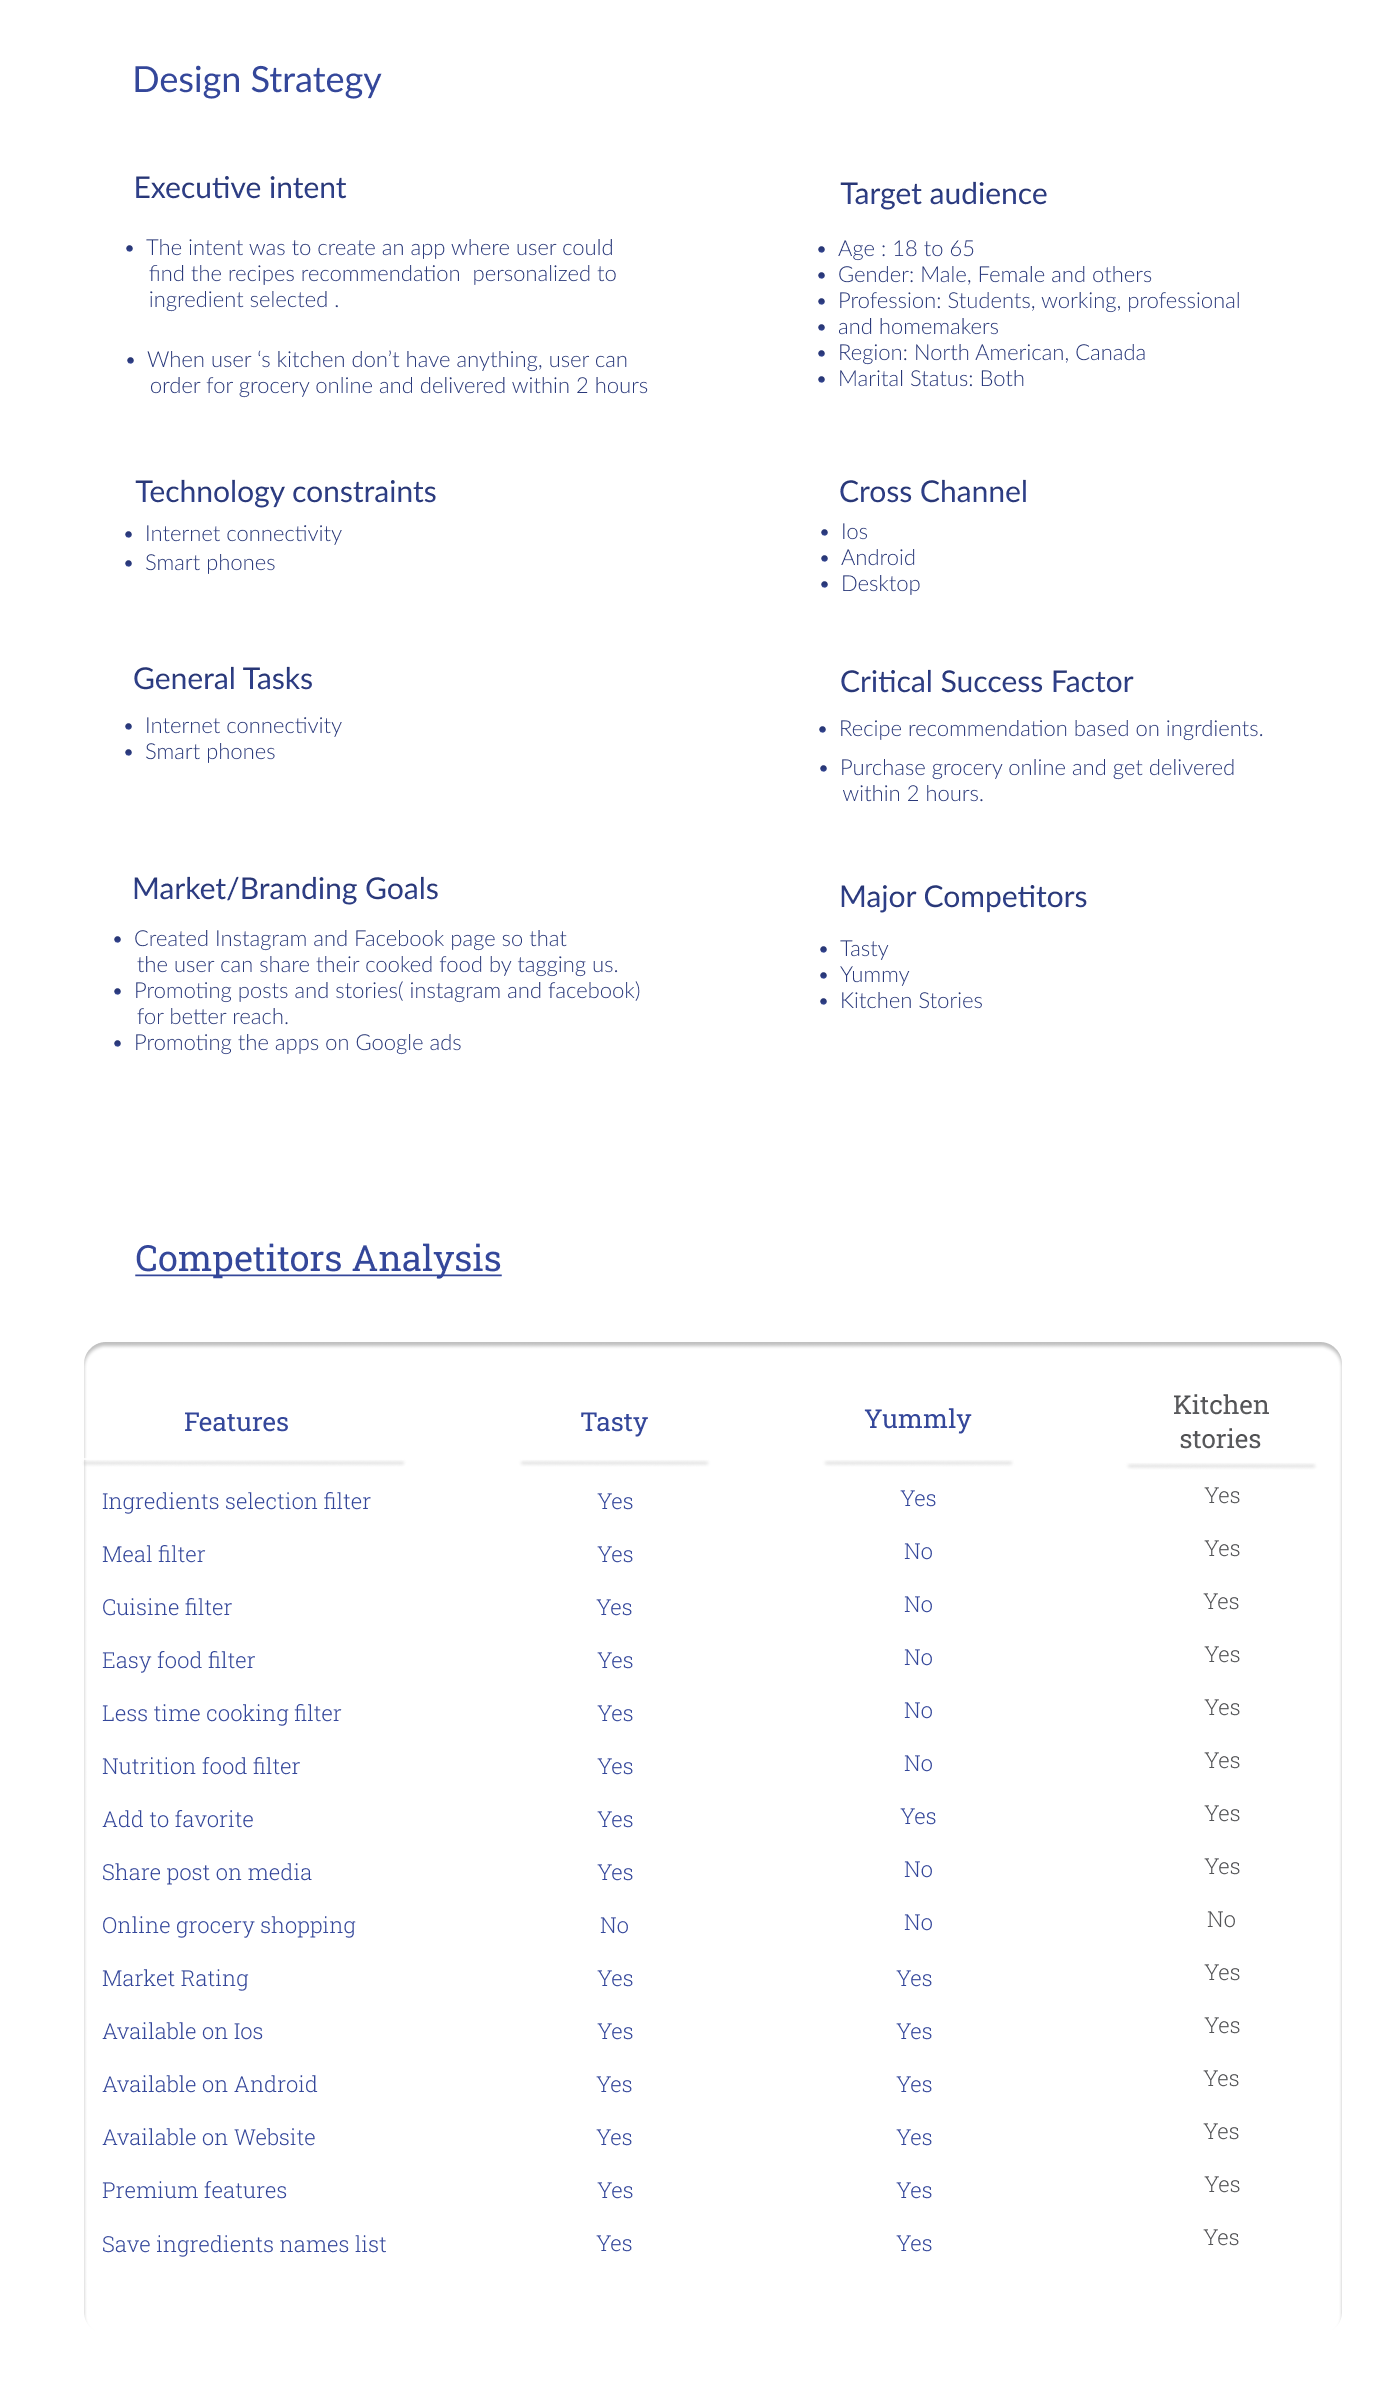 Design Strategy
Executive intent
• The intent was to create an app where user could
find the recipes recommendation  personalized to
ingredient selected .
• When user ‘s kitchen don’t have anything, user can
order for grocery online and delivered within 2 hours
Target audience
• Age : 18 to 65
• Gender: Male, Female and others
• Profession: Students, working, professional
• and homemakers
• Region: North American, Canada
• Marital Status: Both
Technology constraints
• Internet connectivity
• Smart phones
Cross Channel
• Ios
• Android
• Desktop
General Tasks
• Internet connectivity
• Smart phones
Critical Success Factor
• Recipe recommendation based on ingrdients.
• Purchase grocery online and get delivered
within 2 hours.
Market/Branding Goals
• Created Instagram and Facebook page so that
the user can share their cooked food by tagging us.
• Promoting posts and stories( instagram and facebook)
for better reach.
• Promoting the apps on Google ads
Major Competitors
• Tasty
• Yummy
• Kitchen Stories
Competitors Analysis
Features Tasty Yummly Kitchen
stories
Ingredients selection filter Yes Yes Yes
Meal filter Yes No Yes
Cuisine filter Yes No Yes
Easy food filter Yes No Yes
Less time cooking filter Yes No Yes
Nutrition food filter Yes No Yes
Add to favorite Yes Yes Yes
Share post on media Yes No Yes
Online grocery shopping No No No
Market Rating Yes Yes Yes
Available on Ios Yes Yes Yes
Available on Android Yes Yes Yes
Available on Website Yes Yes Yes
Premium features Yes Yes Yes
Save ingredients names list Yes Yes Yes